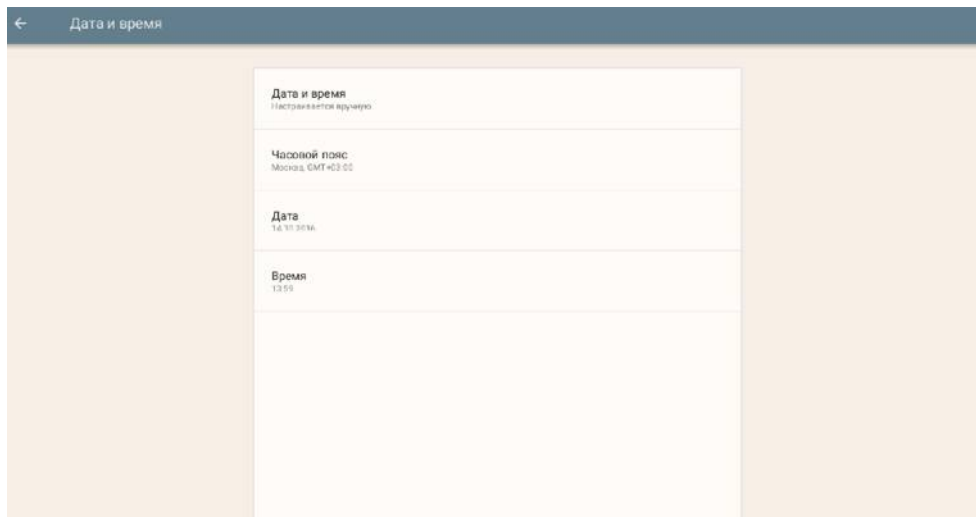 Дата и время
Дата и время
Настраивается вручную
Часовой пояс
Москва, GMT+03:00
Дата
Время
13:59